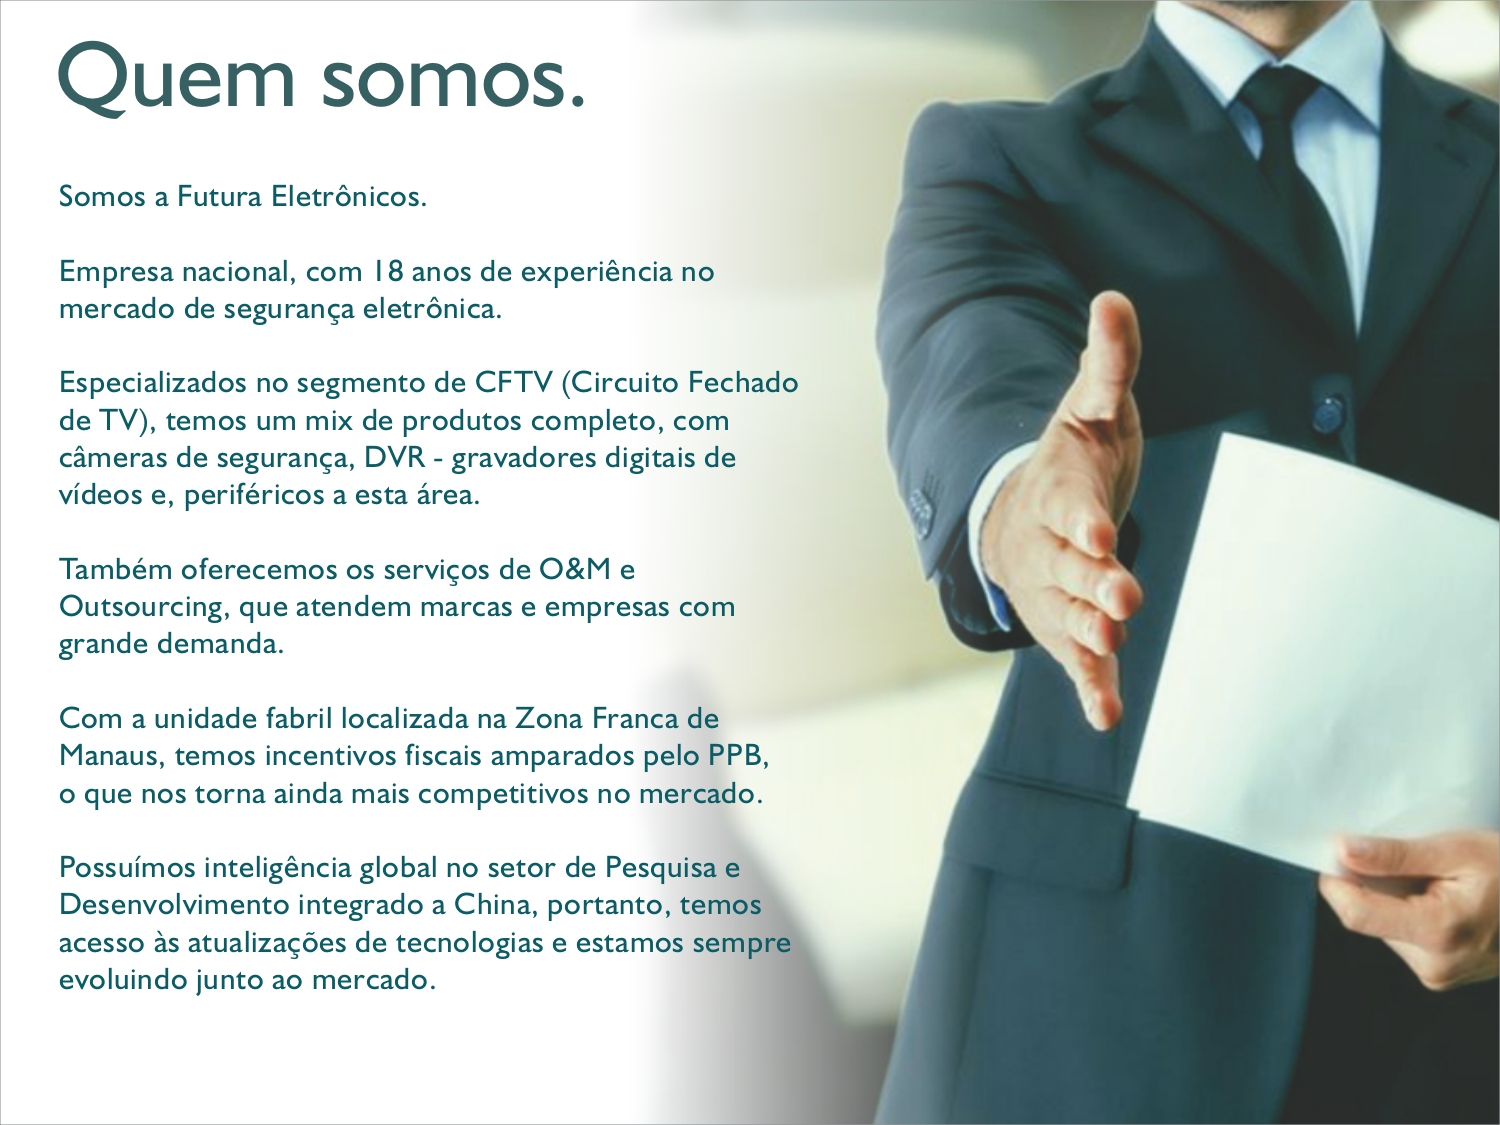 Quem somos.
Somos a Futura Eletrônicos.
Empresa nacional, com 18 anos de experiência no
mercado de segurança eletrônica.
Especializados no segmento de CFTV (Circuito Fechado
de TV), temos um mix de produtos completo, com
câmeras de segurança, DVR - gravadores digitais de
vídeos e, periféricos a esta área.
Também oferecemos os serviços de O&M e
Outsourcing, que atendem marcas e empresas com
grande demanda.
Com a unidade fabril localizada na Zona Franca de
Manaus, temos incentivos fiscais amparados pelo PPB,
o que nos torna ainda mais competitivos no mercado.
Possuímos inteligência global no setor de Pesquisa e
Desenvolvimento integrado a China, portanto, temos
acesso às atualizações de tecnologias e estamos sempre
evoluindo junto ao mercado.